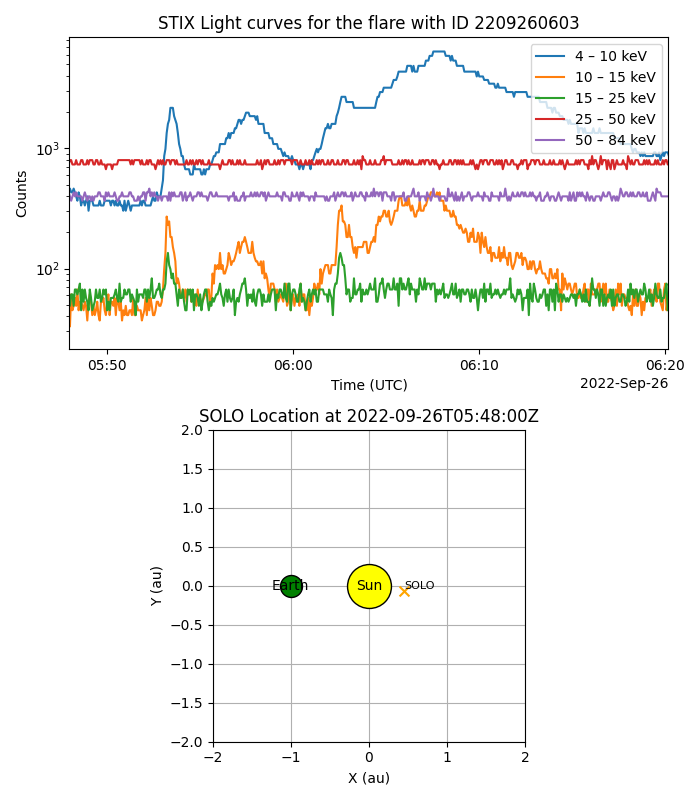 STIX Light curves for the flare with ID 2209260603
4 – 10 keV
10 – 15 keV
15 – 25 keV
25 – 50 keV
50 – 84 keV
10³
10²
Counts
05:50 06:00 06:10 06:20
Time (UTC)
2022-Sep-26
SOLO Location at 2022-09-26T05:48:00Z
2.0
1.5
1.0
0.5
0.0
−0.5
−1.0
−1.5
−2.0
Y (au)
Earth
Sun
SOLO
−2 −1 0 1 2
X (au)